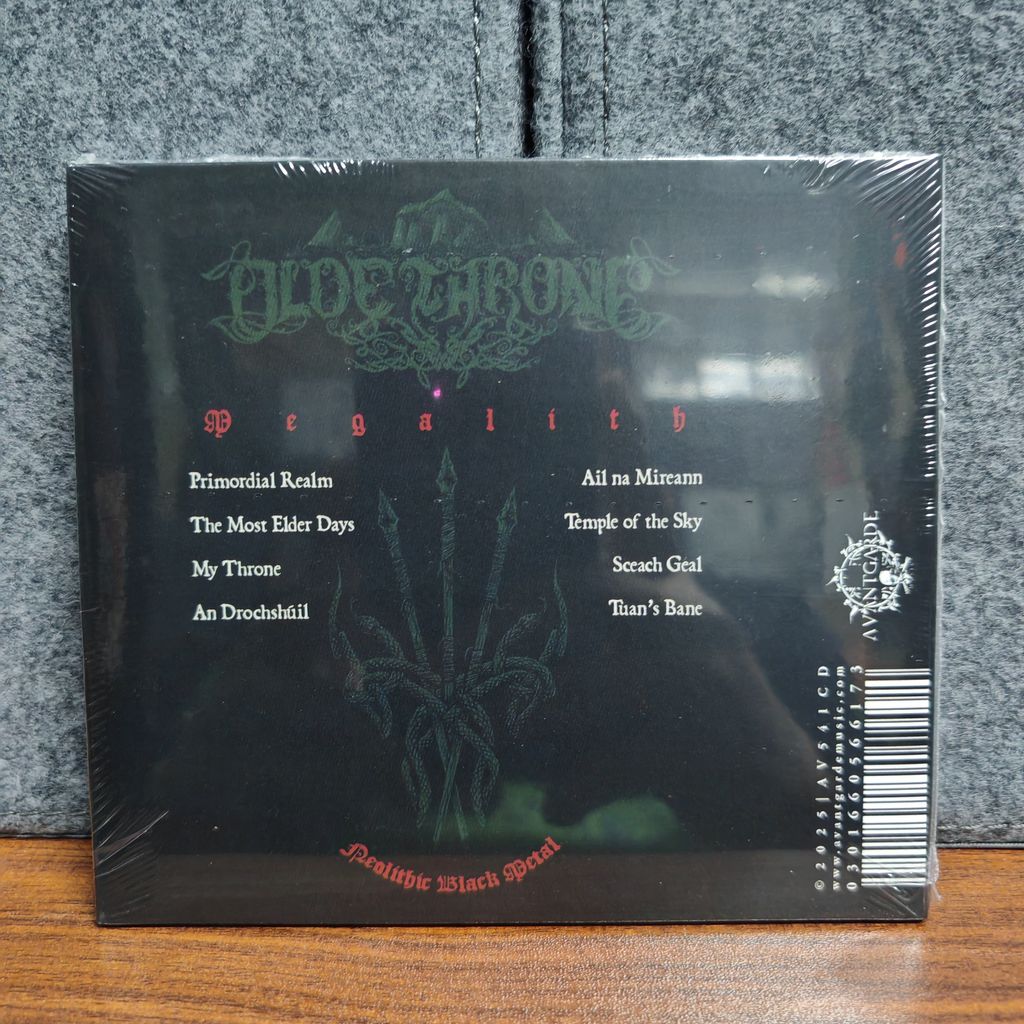 OLDE THRONE
Megalith
Primordial Realm
The Most Elder Days
My Throne
An Drochshúil
Ail na Mireann
Temple of the Sky
Sceach Geal
Tuan's Bane
Neolithic Black Metal
AVANTGARDE
© 2025 | AV541CD
www.avantgardemusic.com
0301660566173